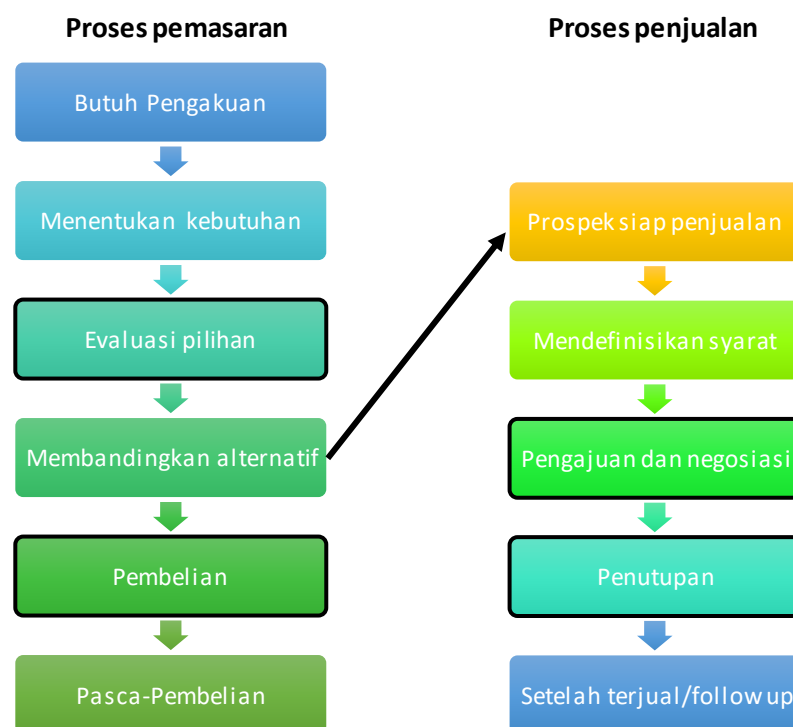 Proses pemasaran
Butuh Pengakuan
Menentukan kebutuhan
Evaluasi pilihan
Membandingkan alternatif
Pembelian
Pasca-Pembelian
Proses penjualan
Prospek siap penjualan
Mendefinisikan syarat
Pengajuan dan negosiasi
Penutupan
Setelah terjual/follow up